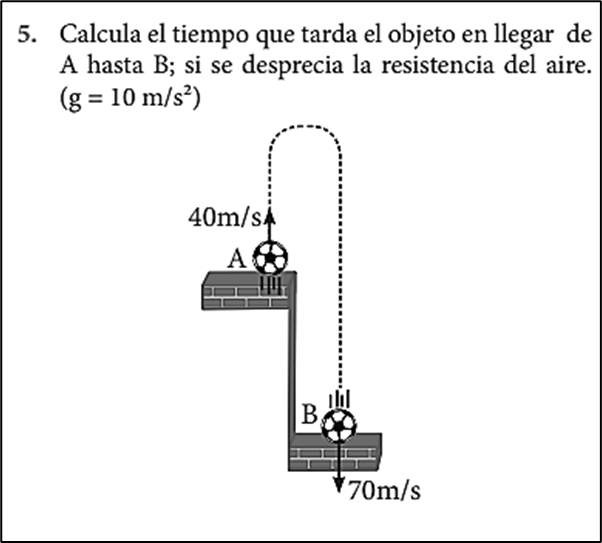 5. Calcula el tiempo que tarda el objeto en llegar de
A hasta B; si se desprecia la resistencia del aire.
(g = 10 m/s²)
40m/s
A
B
70m/s